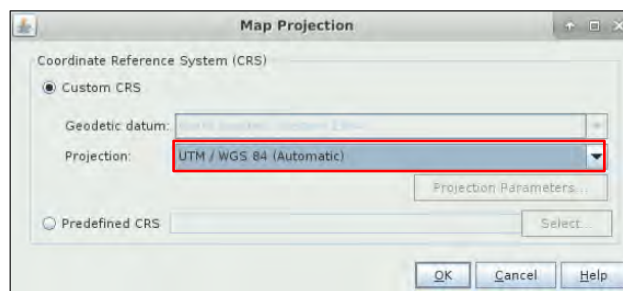 Map Projection
Coordinate Reference System (CRS)
Custom CRS
Geodetic datum:
Projection: UTM / WGS 84 (Automatic)
Projection Parameters...
Predefined CRS Select...
OK Cancel Help